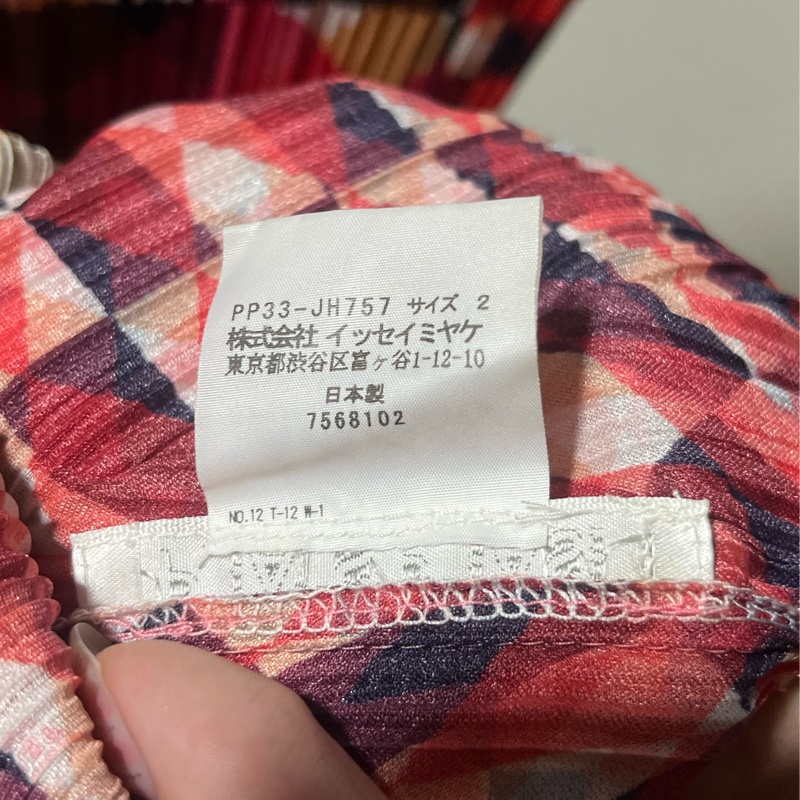 PP33-JH757 サイズ 2
株式会社 イッセイミヤケ
東京都渋谷区富ヶ谷1-12-10
日本製
7568102
NO.12 T-12 W-1